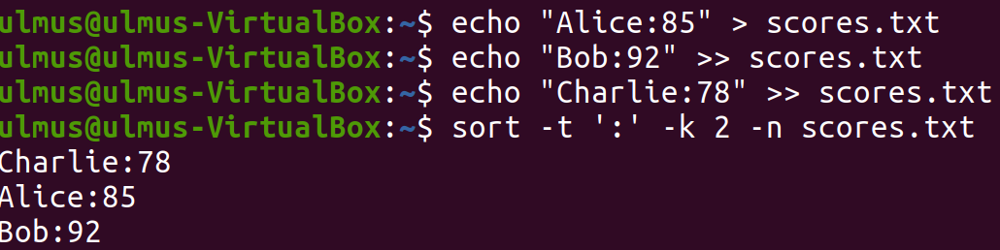 ulmus@ulmus-VirtualBox:~$ echo "Alice:85" > scores.txt
ulmus@ulmus-VirtualBox:~$ echo "Bob:92" >> scores.txt
ulmus@ulmus-VirtualBox:~$ echo "Charlie:78" >> scores.txt
ulmus@ulmus-VirtualBox:~$ sort -t ':' -k 2 -n scores.txt
Charlie:78
Alice:85
Bob:92